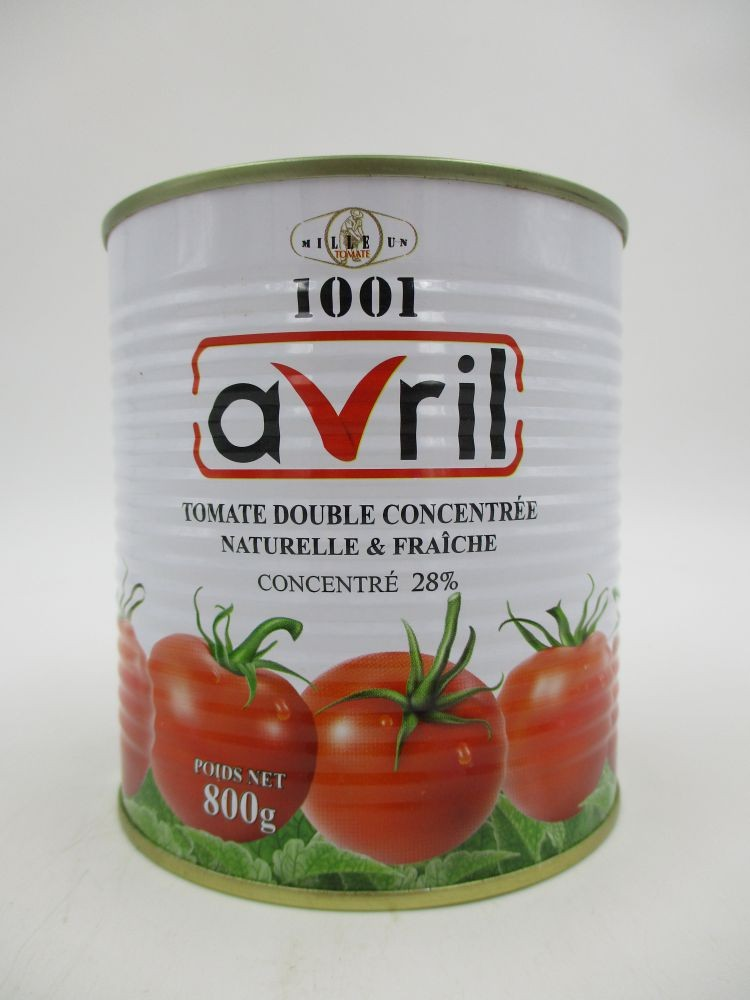 MILLE UN
TOMATE
1001
avril
TOMATE DOUBLE CONCENTRÉE
NATURELLE & FRAÎCHE
CONCENTRÉ 28%
POIDS NET
800g